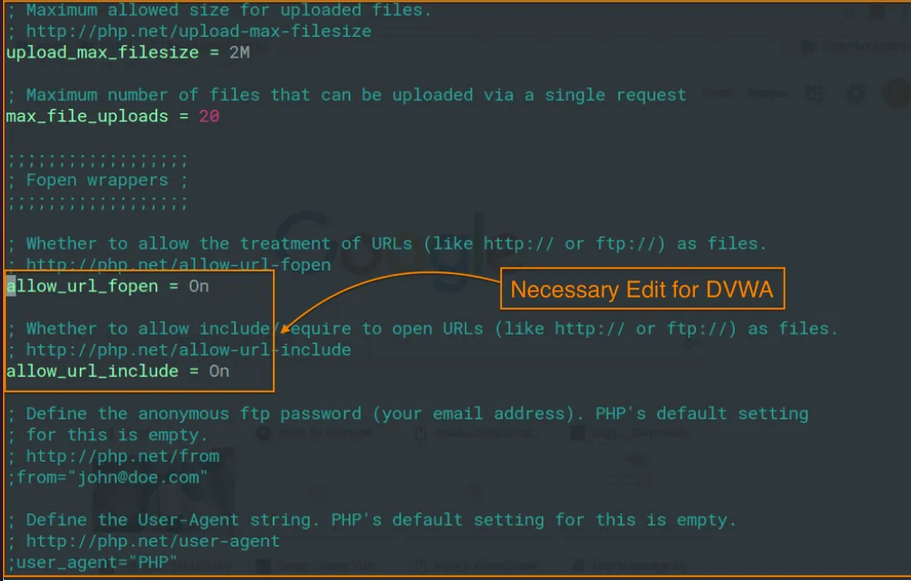 ; Maximum allowed size for uploaded files.
; http://php.net/upload-max-filesize
upload_max_filesize = 2M
; Maximum number of files that can be uploaded via a single request
max_file_uploads = 20
;;;;;;;;;;;;;;;;;;
; Fopen wrappers ;
;;;;;;;;;;;;;;;;;;
; Whether to allow the treatment of URLs (like http:// or ftp://) as files.
; http://php.net/allow-url-fopen
allow_url_fopen = On
Necessary Edit for DVWA
; Whether to allow include/require to open URLs (like http:// or ftp://) as files.
; http://php.net/allow-url-include
allow_url_include = On
; Define the anonymous ftp password (your email address). PHP's default setting
; for this is empty.
; http://php.net/from
;from="john@doe.com"
; Define the User-Agent string. PHP's default setting for this is empty.
; http://php.net/user-agent
;user_agent="PHP"
Google